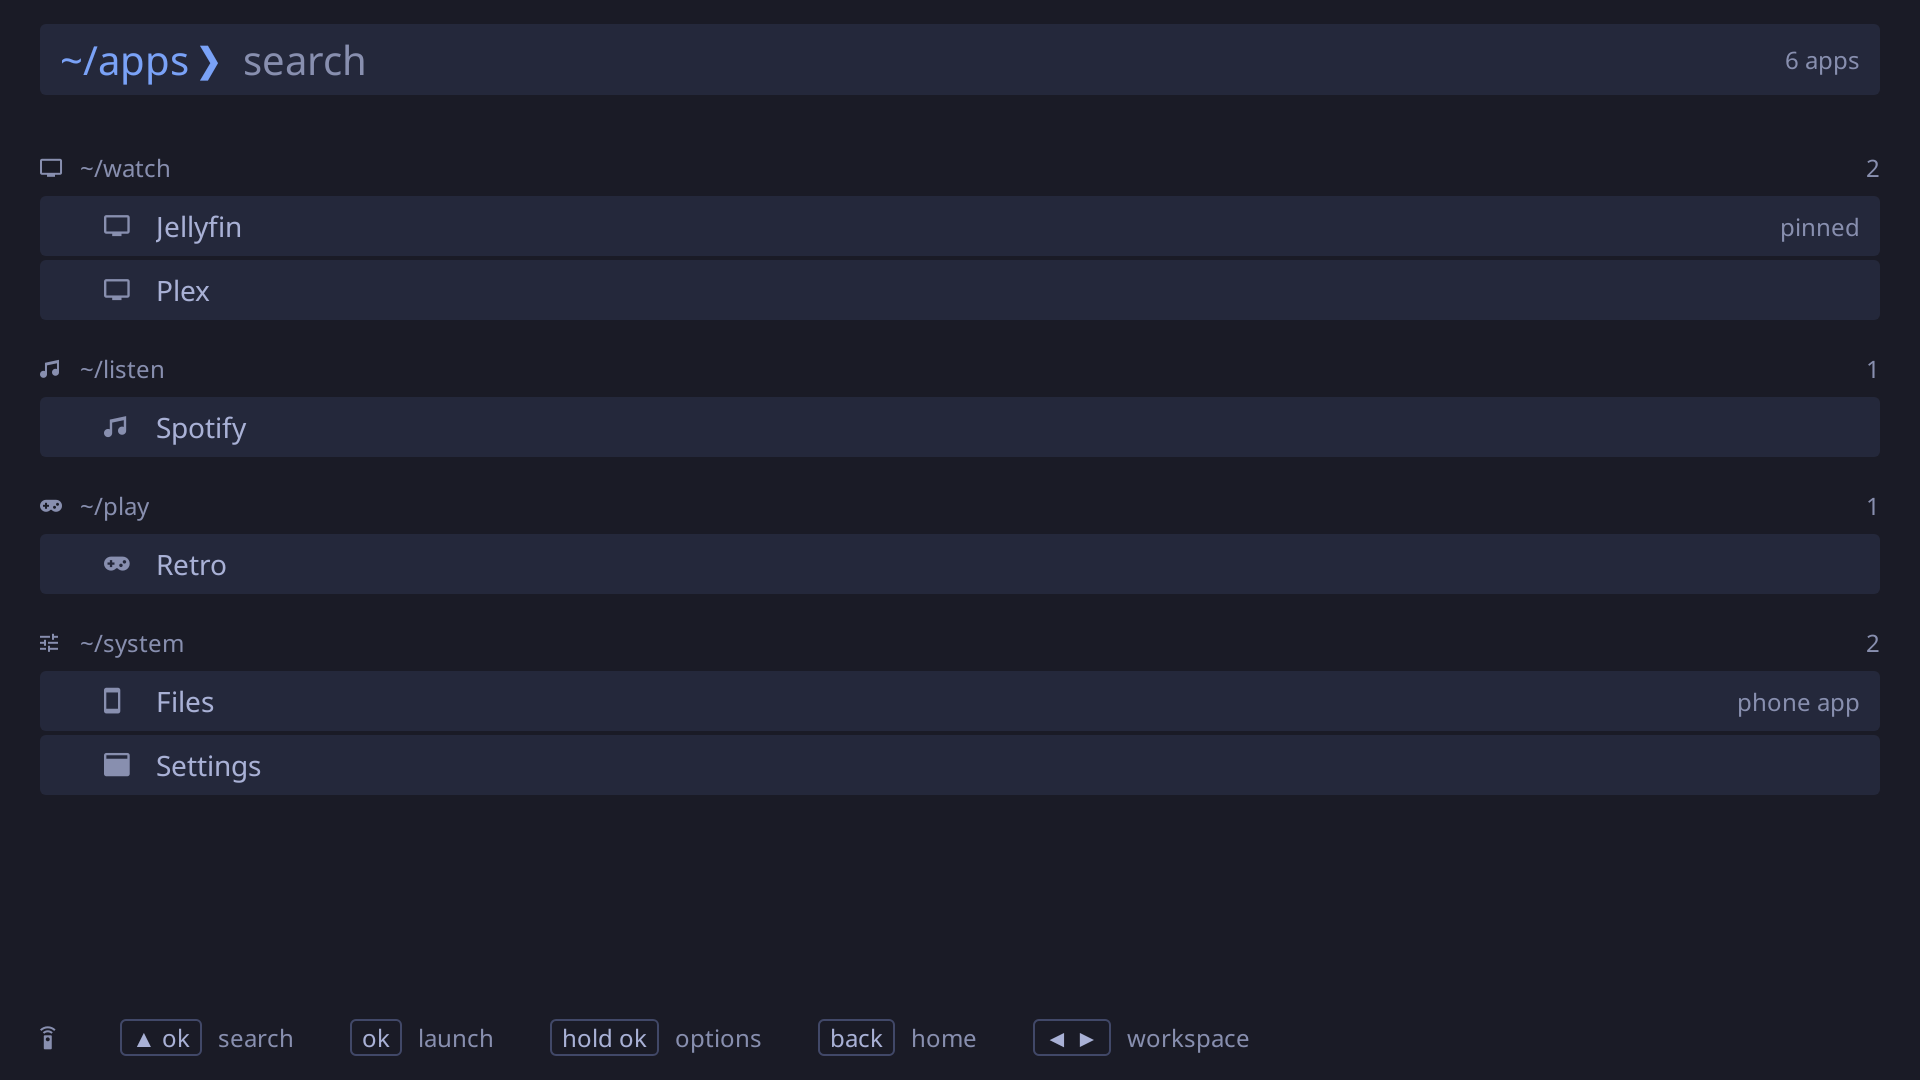 ~/apps❯ search 6 apps
~/watch 2
Jellyfin pinned
Plex
~/listen 1
Spotify
~/play 1
Retro
~/system 2
Files phone app
Settings
▲ ok search ok launch hold ok options back home ◀ ▶ workspace